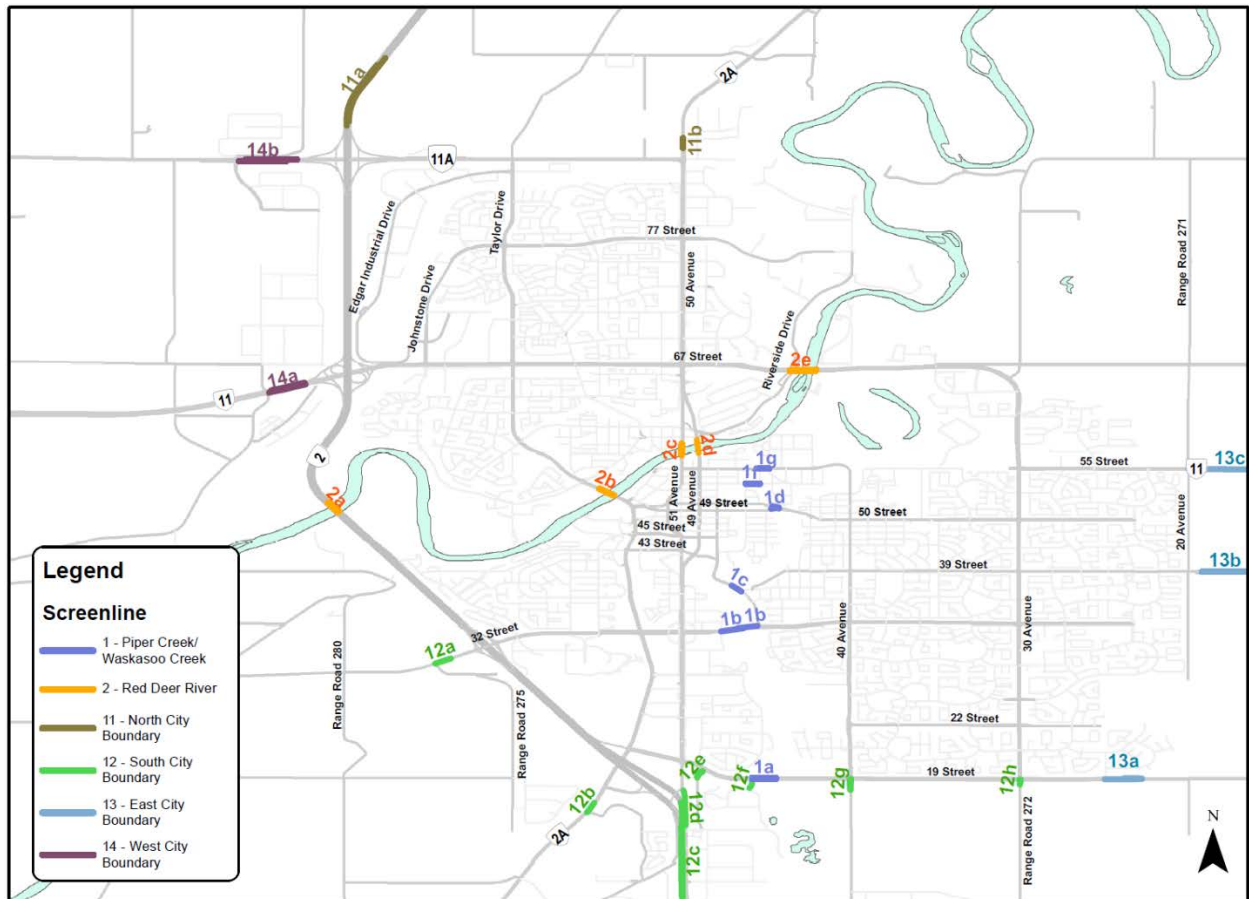 11a
2A
11b
14b
11A
Edgar Industrial Drive
Taylor Drive
Johnstone Drive
77 Street
50 Avenue
Range Road 271
67 Street
Riverside Drive
2e
14a
11
2
2c
2d
1g
1f
1d
55 Street
11
13c
2a
2b
51 Avenue
49 Avenue
49 Street
50 Street
45 Street
43 Street
20 Avenue
1c
39 Street
13b
1b
1b
32 Street
12a
40 Avenue
30 Avenue
Range Road 280
Range Road 275
22 Street
12e
12f
1a
12g
19 Street
12h
13a
12b
12d
2A
12c
Range Road 272
N
Legend
Screenline
1 - Piper Creek/
Waskasoo Creek
2 - Red Deer River
11 - North City
Boundary
12 - South City
Boundary
13 - East City
Boundary
14 - West City
Boundary